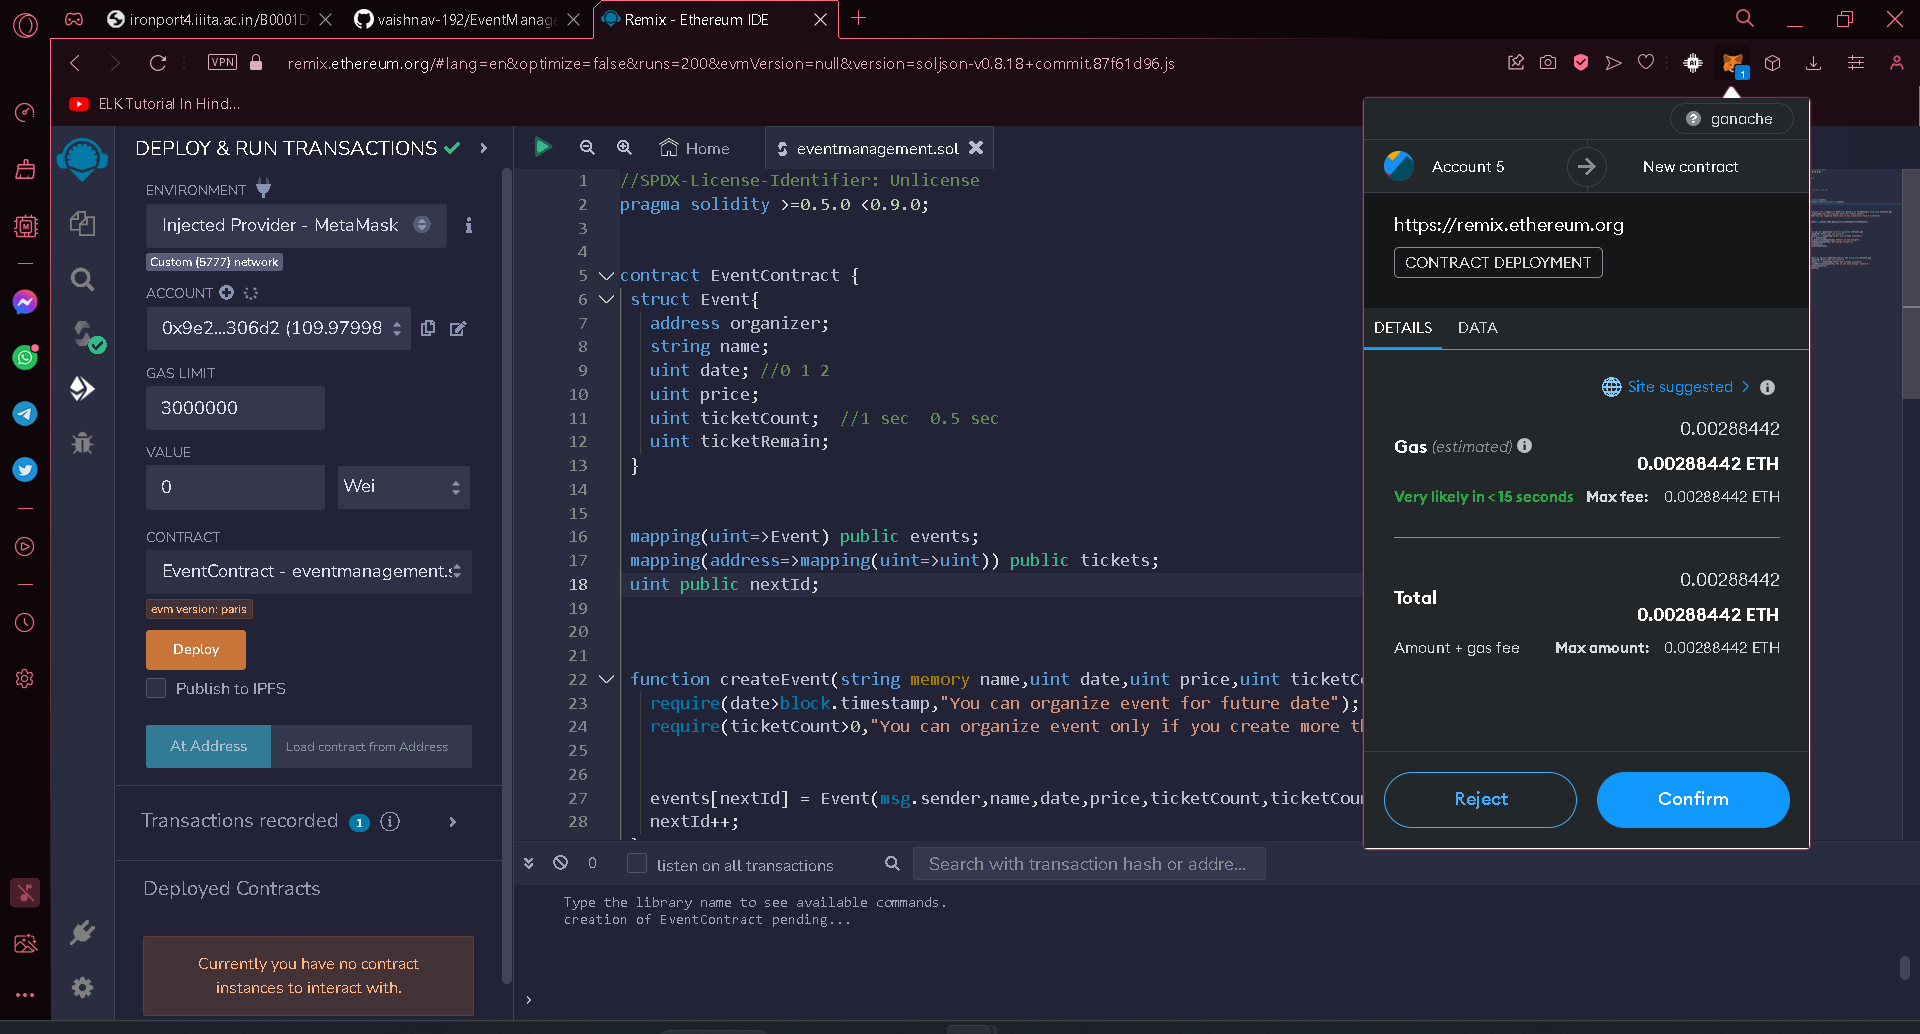 ironport4.iiita.ac.in/B0001D
vaishnav-192/EventManage
Remix - Ethereum IDE
VPN
remix.ethereum.org/#lang=en&optimize=false&runs=200&evmVersion=null&version=soljson-v0.8.18+commit.87f61d96.js
1
ELK Tutorial In Hind...
DEPLOY & RUN TRANSACTIONS
ENVIRONMENT
Injected Provider - MetaMask
Custom (5777) network
ACCOUNT
0x9e2...306d2 (109.97998
GAS LIMIT
3000000
VALUE
0
Wei
CONTRACT
EventContract - eventmanagement.s
evm version: paris
Deploy
Publish to IPFS
At Address
Load contract from Address
Transactions recorded 1
Deployed Contracts
Currently you have no contract
instances to interact with.
Home
eventmanagement.sol
1 //SPDX-License-Identifier: Unlicense
2 pragma solidity >=0.5.0 <0.9.0;
3
4
5 contract EventContract {
6 struct Event{
7 address organizer;
8 string name;
9 uint date; //0 1 2
10 uint price;
11 uint ticketCount;  //1 sec  0.5 sec
12 uint ticketRemain;
13 }
14
15
16 mapping(uint=>Event) public events;
17 mapping(address=>mapping(uint=>uint)) public tickets;
18 uint public nextId;
19
20
21
22 function createEvent(string memory name,uint date,uint price,uint ticketCo
23 require(date>block.timestamp,"You can organize event for future date");
24 require(ticketCount>0,"You can organize event only if you create more th
25
26
27 events[nextId] = Event(msg.sender,name,date,price,ticketCount,ticketCoun
28 nextId++;
0
listen on all transactions
Search with transaction hash or addre...
Type the library name to see available commands.
creation of EventContract pending...
>
ganache
Account 5
New contract
https://remix.ethereum.org
CONTRACT DEPLOYMENT
DETAILS
DATA
Site suggested >
0.00288442
Gas (estimated)
0.00288442 ETH
Very likely in < 15 seconds
Max fee: 0.00288442 ETH
0.00288442
Total
0.00288442 ETH
Amount + gas fee
Max amount: 0.00288442 ETH
Reject
Confirm